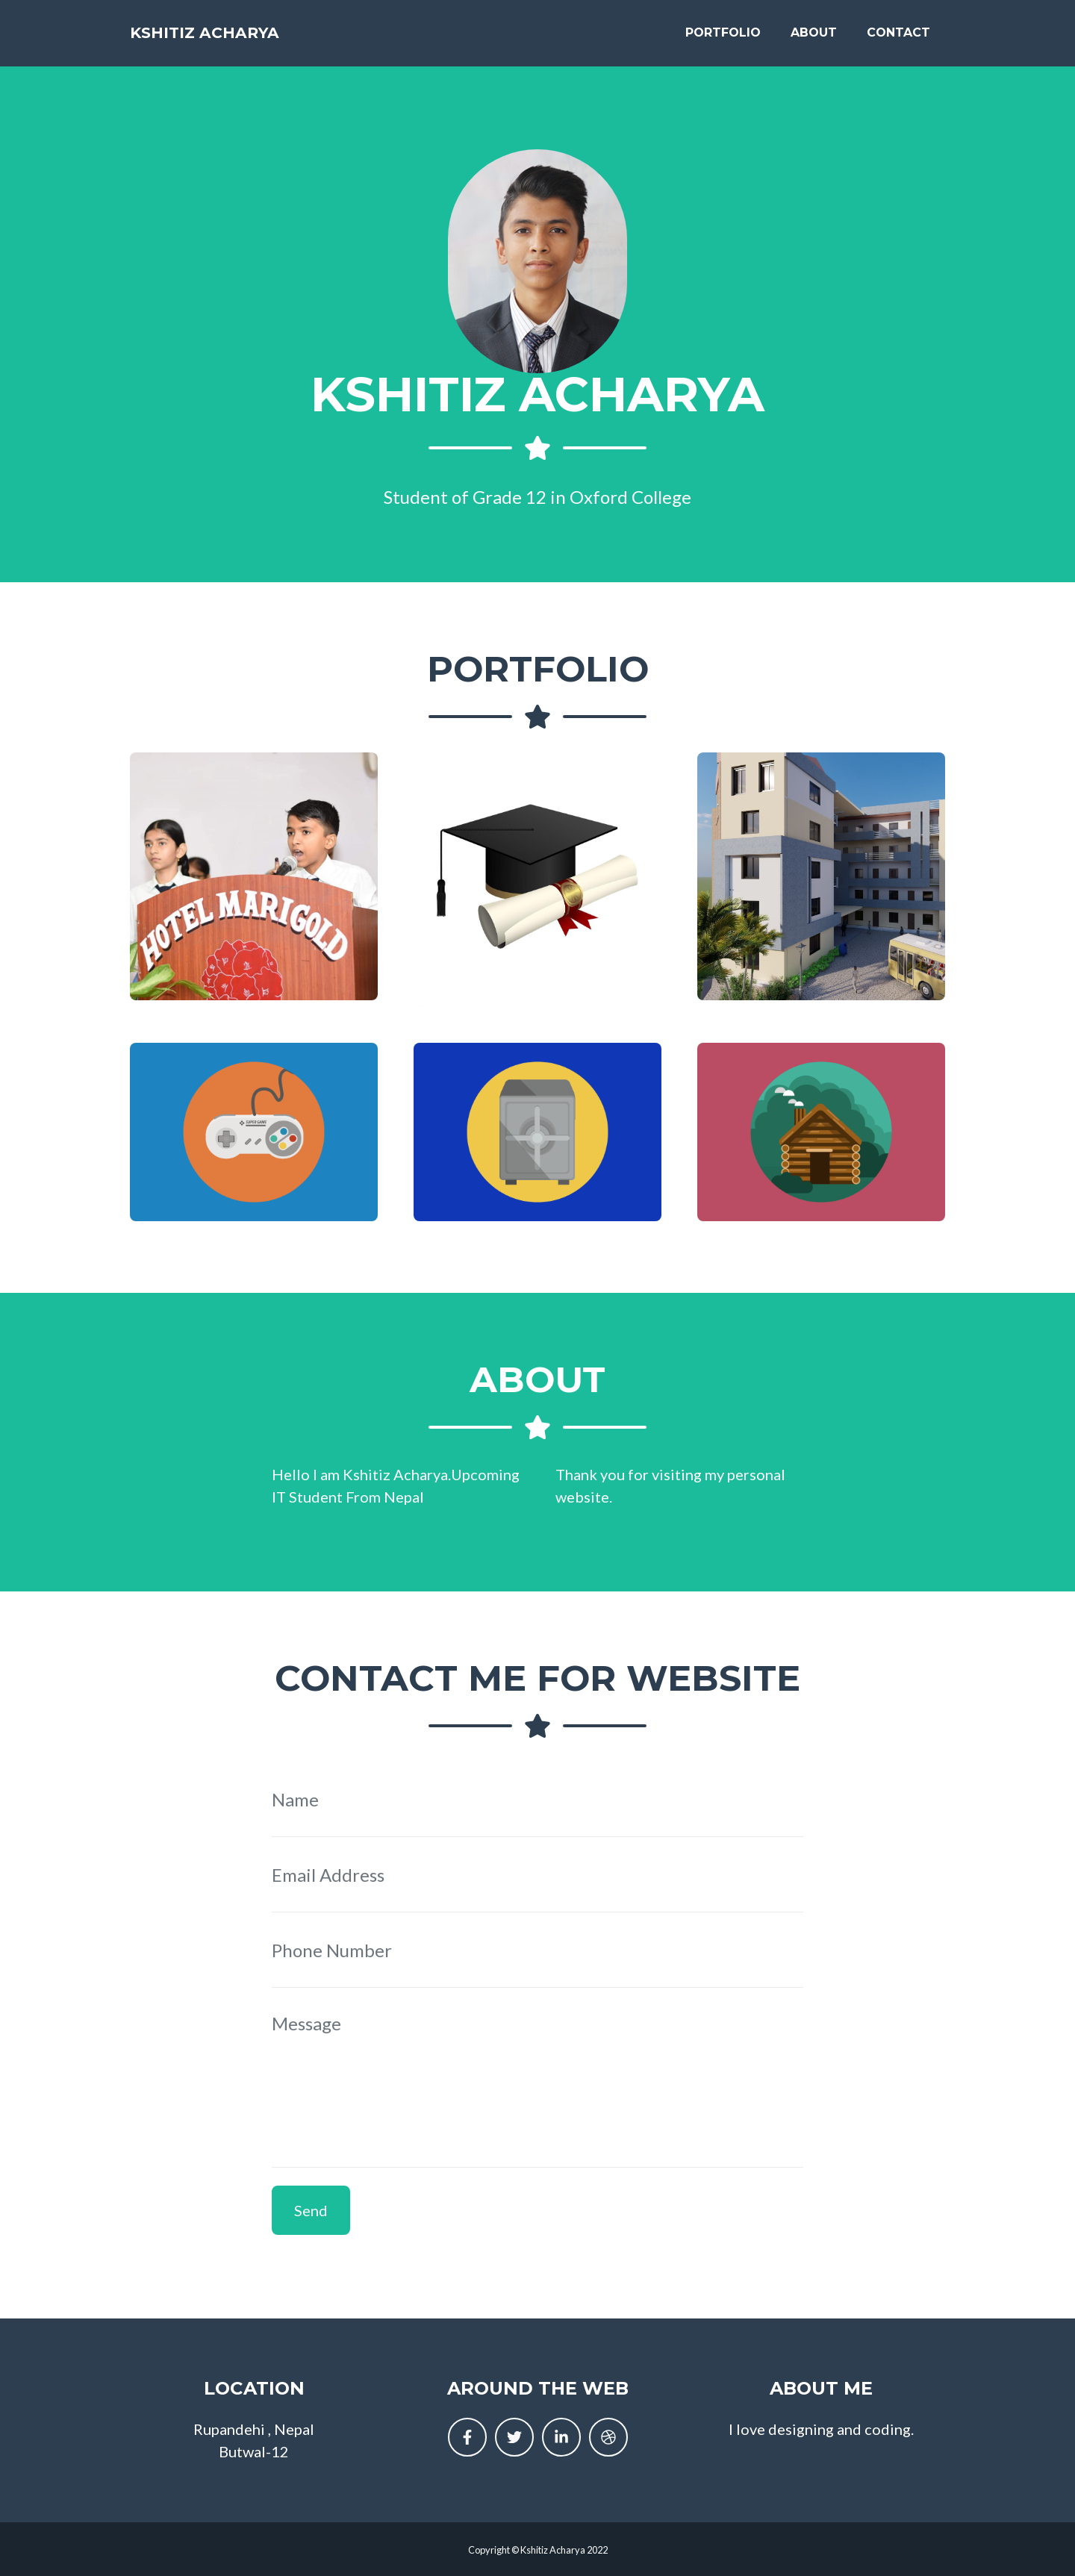 KSHITIZ ACHARYA
PORTFOLIO ABOUT CONTACT
KSHITIZ ACHARYA
Student of Grade 12 in Oxford College
PORTFOLIO
HOTEL MARIGOLD
SUPER GAME
ABOUT
Hello I am Kshitiz Acharya.Upcoming
IT Student From Nepal
Thank you for visiting my personal
website.
CONTACT ME FOR WEBSITE
Name
Email Address
Phone Number
Message
Send
LOCATION
Rupandehi , Nepal
Butwal-12
AROUND THE WEB
ABOUT ME
I love designing and coding.
Copyright © Kshitiz Acharya 2022